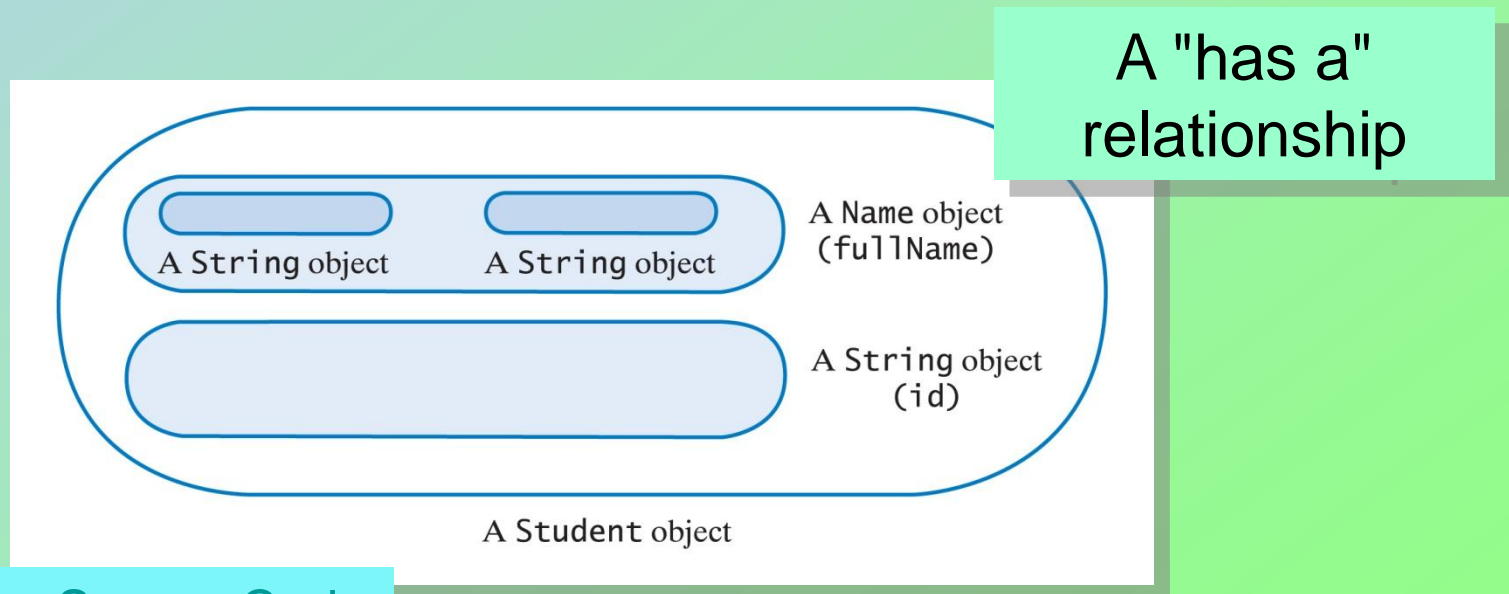 A "has a"
relationship
A Name object
(fullName)
A String object A String object
A String object
(id)
A Student object